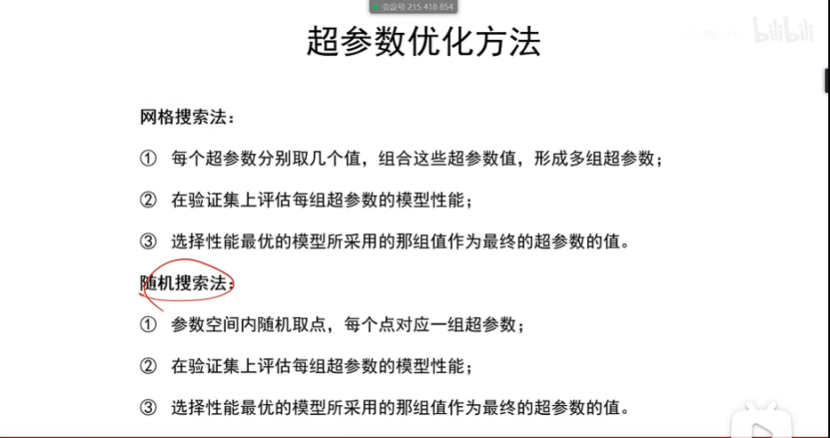 会议号 215 418 854
bilibili
超参数优化方法
网格搜索法：
① 每个超参数分别取几个值，组合这些超参数值，形成多组超参数；
② 在验证集上评估每组超参数的模型性能；
③ 选择性能最优的模型所采用的那组值作为最终的超参数的值。
随机搜索法：
① 参数空间内随机取点，每个点对应一组超参数；
② 在验证集上评估每组超参数的模型性能；
③ 选择性能最优的模型所采用的那组值作为最终的超参数的值。